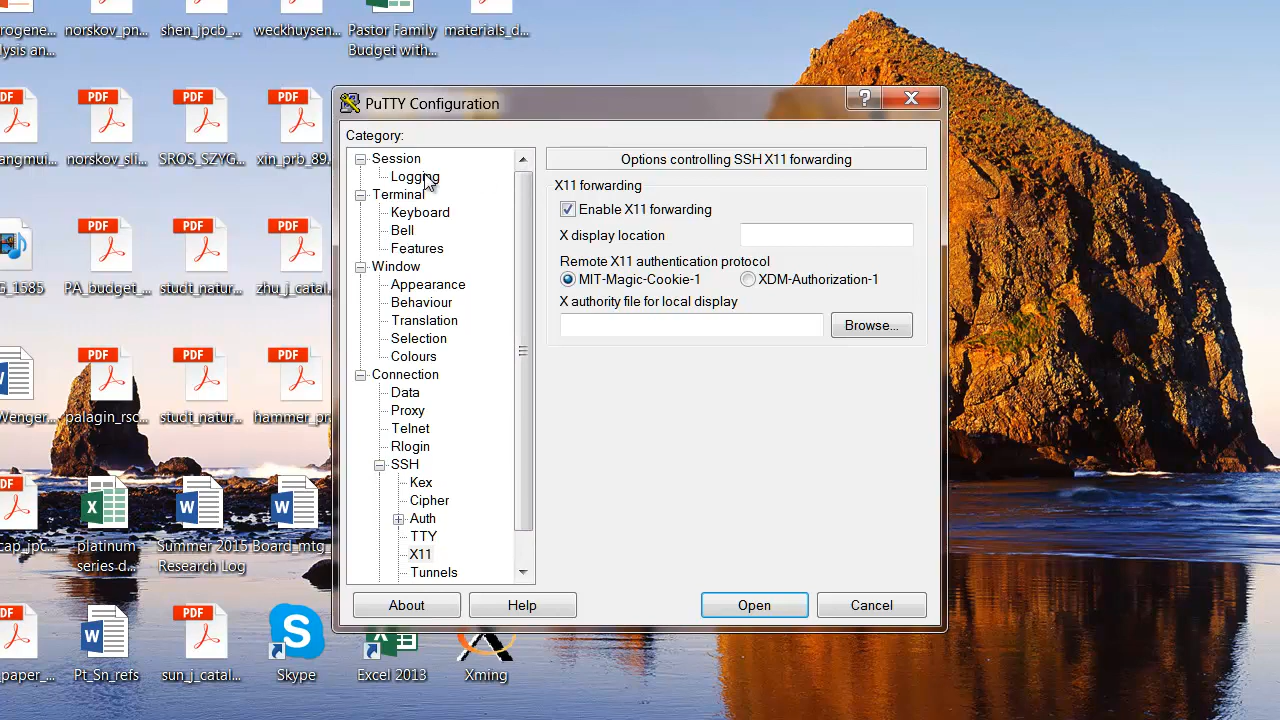 rogene...
norskov_pn...
shen_jpcb_...
weckhuysen...
Pastor Family
materials_d...
lysis an...
Budget with...
PuTTY Configuration
?
Category:
Session
Logging
Terminal
Keyboard
Bell
Features
Window
Appearance
Behaviour
Translation
Selection
Colours
Connection
Data
Proxy
Telnet
Rlogin
SSH
Kex
Cipher
Auth
TTY
X11
Tunnels
Options controlling SSH X11 forwarding
X11 forwarding
Enable X11 forwarding
X display location
Remote X11 authentication protocol
MIT-Magic-Cookie-1
XDM-Authorization-1
X authority file for local display
Browse...
About
Help
Open
Cancel
PDF
PDF
PDF
PDF
angmui...
norskov_sli...
SROS_SZYG...
xin_prb_89...
PDF
PDF
PDF
G_1585
PA_budget_...
studt_natur...
zhu_j_catal...
PDF
PDF
PDF
Wenger...
palagin_rsc...
studt_natur...
hammer_pr...
PDF
cap_jpc...
platinum
series d...
Summer 2015
Research Log
Board_mtg_...
PDF
PDF
paper_...
Pt_Sn_refs
sun_j_catal...
Skype
Excel 2013
Xming